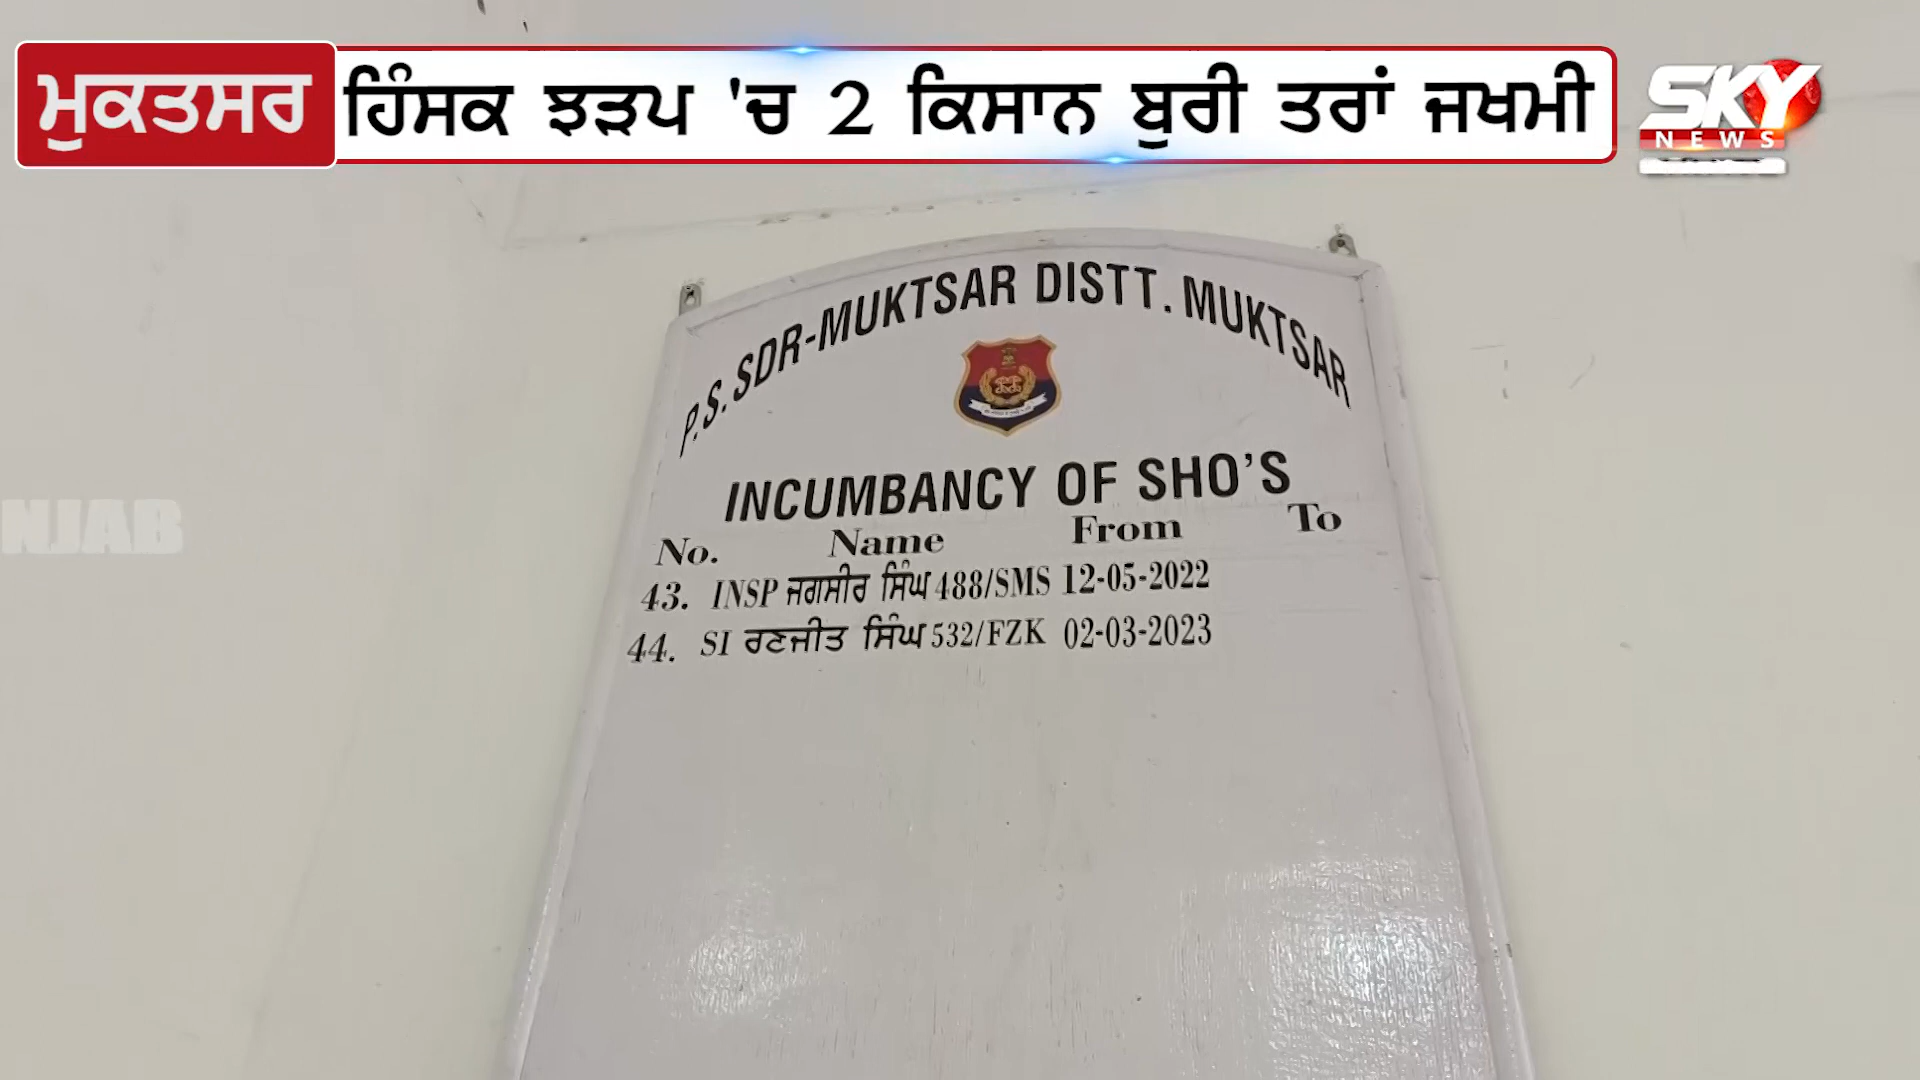 ਮੁਕਤਸਰ
ਹਿੰਸਕ ਝੜਪ 'ਚ 2 ਕਿਸਾਨ ਬੁਰੀ ਤਰਾਂ ਜਖਮੀ
SKY
NEWS
P.S. SDR-MUKTSAR DISTT. MUKTSAR
INCUMBANCY OF SHO'S
No. Name From To
43. INSP ਜਗਸੀਰ ਸਿੰਘ 488/SMS 12-05-2022
44. SI ਰਣਜੀਤ ਸਿੰਘ 532/FZK 02-03-2023
NJAB